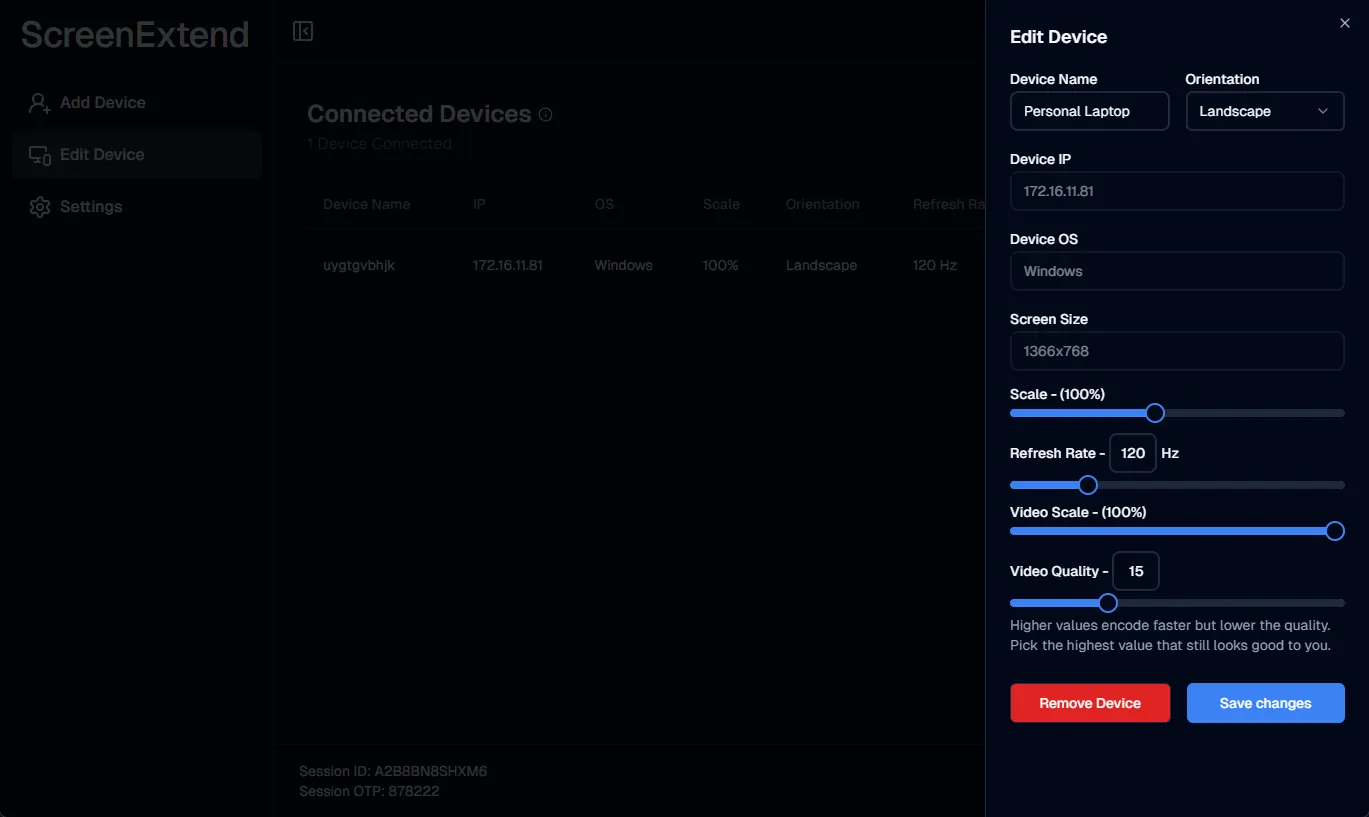 ScreenExtend
Add Device
Edit Device
Settings
Connected Devices
1 Device Connected
Device Name IP OS Scale Orientation Refresh Ra
uygtgvbhjk 172.16.11.81 Windows 100% Landscape 120 Hz
Session ID: A2B8BN8SHXM6
Session OTP: 878222
Edit Device
Device Name Orientation
Personal Laptop Landscape
Device IP
172.16.11.81
Device OS
Windows
Screen Size
1366x768
Scale - (100%)
Refresh Rate - 120 Hz
Video Scale - (100%)
Video Quality - 15
Higher values encode faster but lower the quality.
Pick the highest value that still looks good to you.
Remove Device Save changes